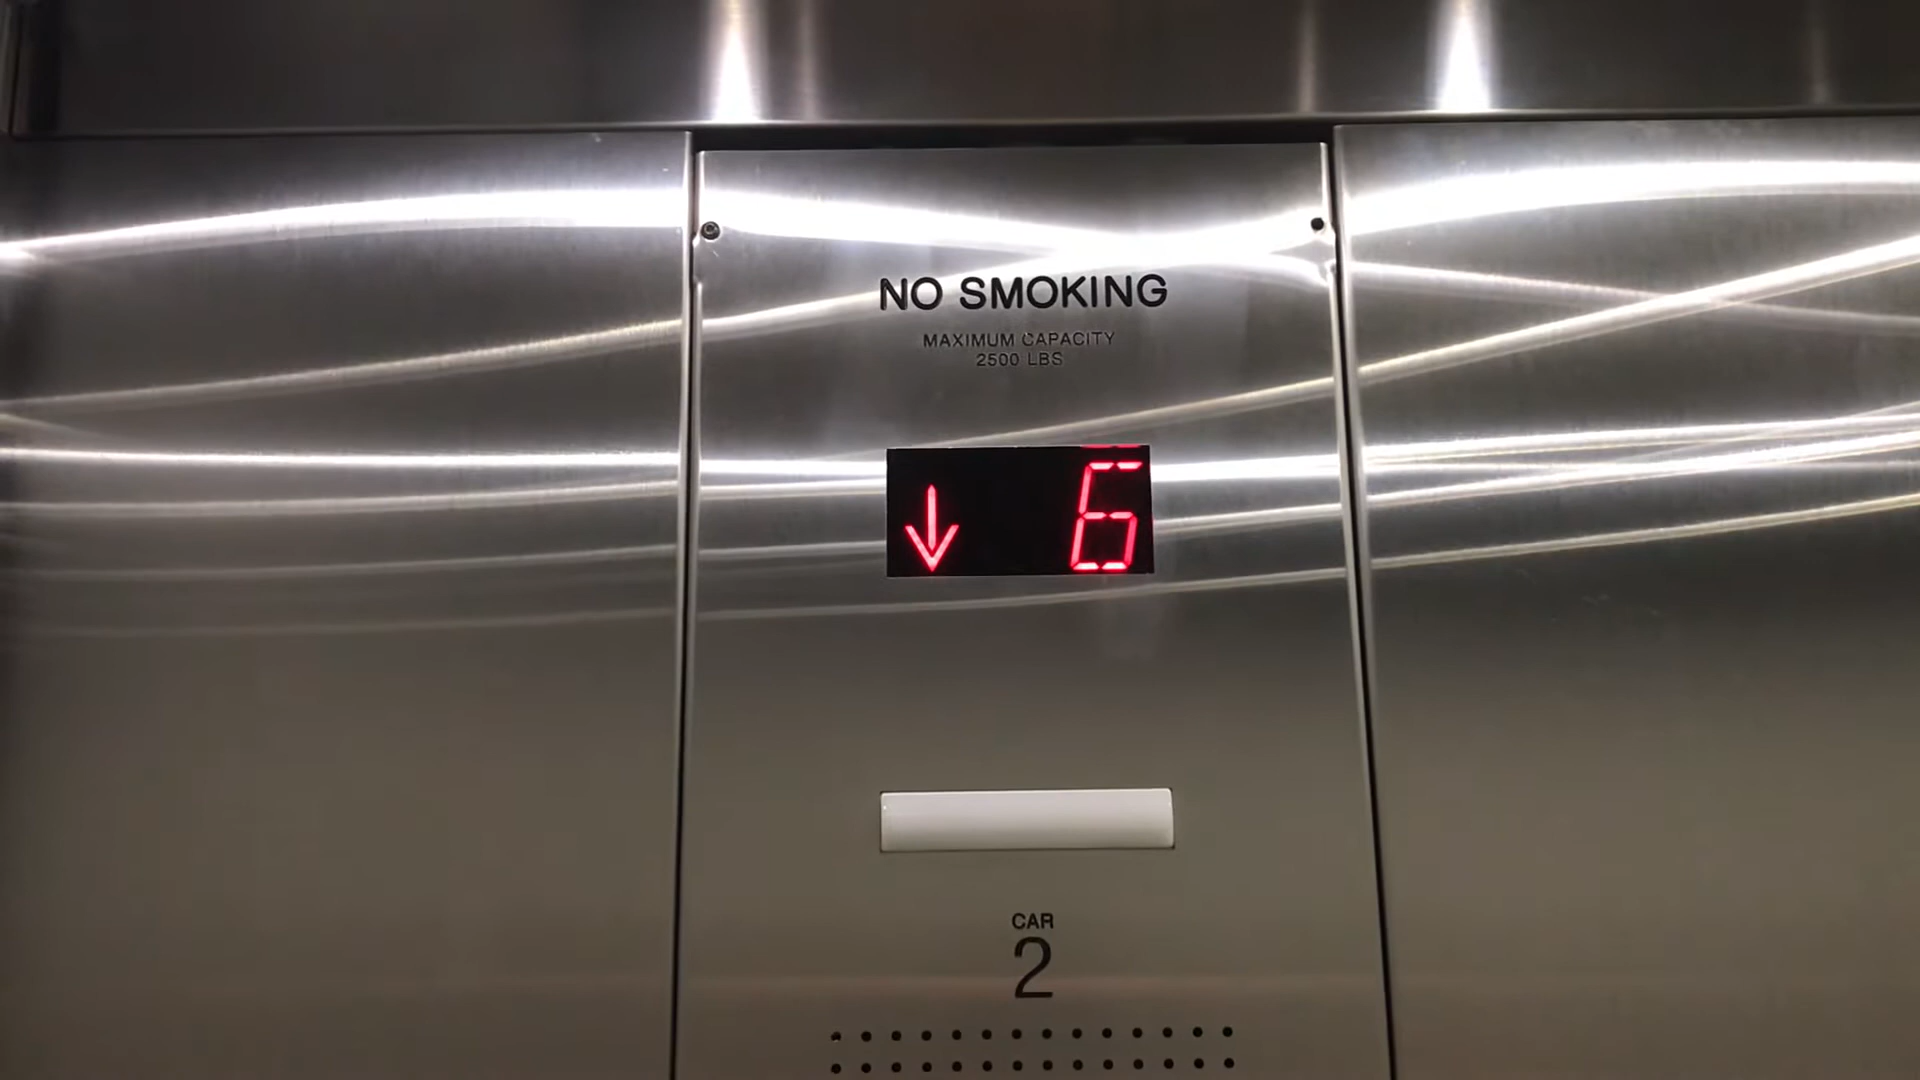 NO SMOKING
MAXIMUM CAPACITY
2500 LBS
↓ 6
CAR
2